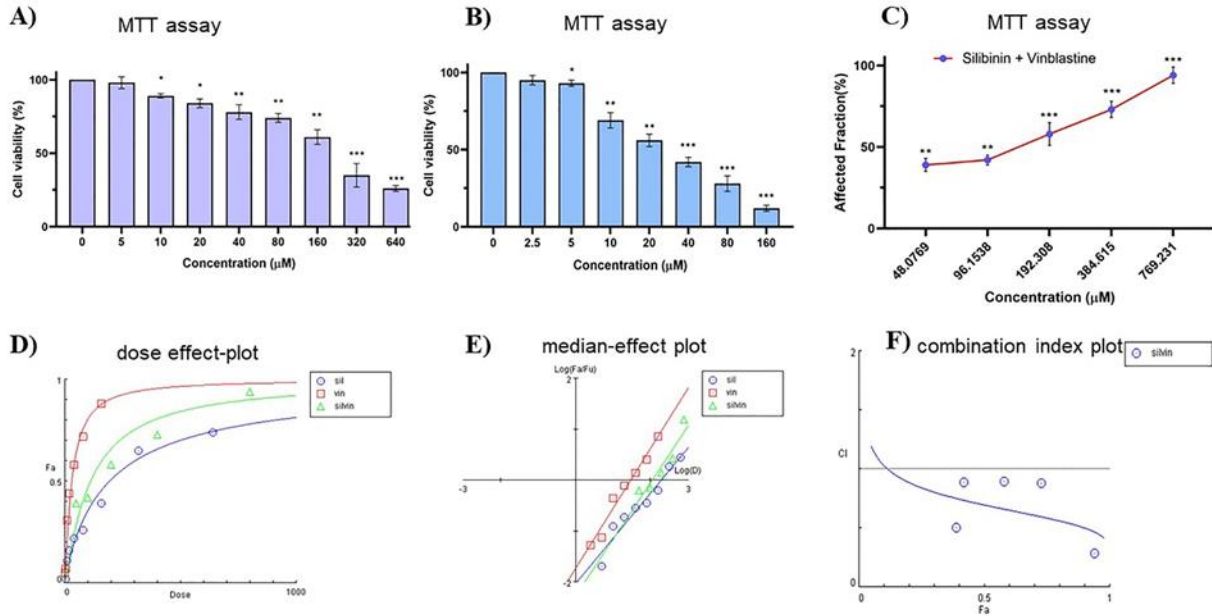 A)
MTT assay
Cell viability (%)
100
50
0
* * ** ** ** *** ***
0 5 10 20 40 80 160 320 640
Concentration (μM)
B)
MTT assay
Cell viability (%)
100
50
0
* ** ** *** *** ***
0 2.5 5 10 20 40 80 160
Concentration (μM)
C)
MTT assay
Silibinin + Vinblastine
Affected Fraction(%)
100
50
0
** ** *** *** ***
48.0769 96.1538 192.308 384.615 769.231
Concentration (μM)
D)
dose effect-plot
1
Fa
0.5
0
0 Dose 1000
sil
vin
silvin
E)
median-effect plot
Log(Fa/Fu)
2
-3
Log(D)
3
-2
sil
vin
silvin
F)
combination index plot
silvin
2
CI
0
0 0.5 1
Fa